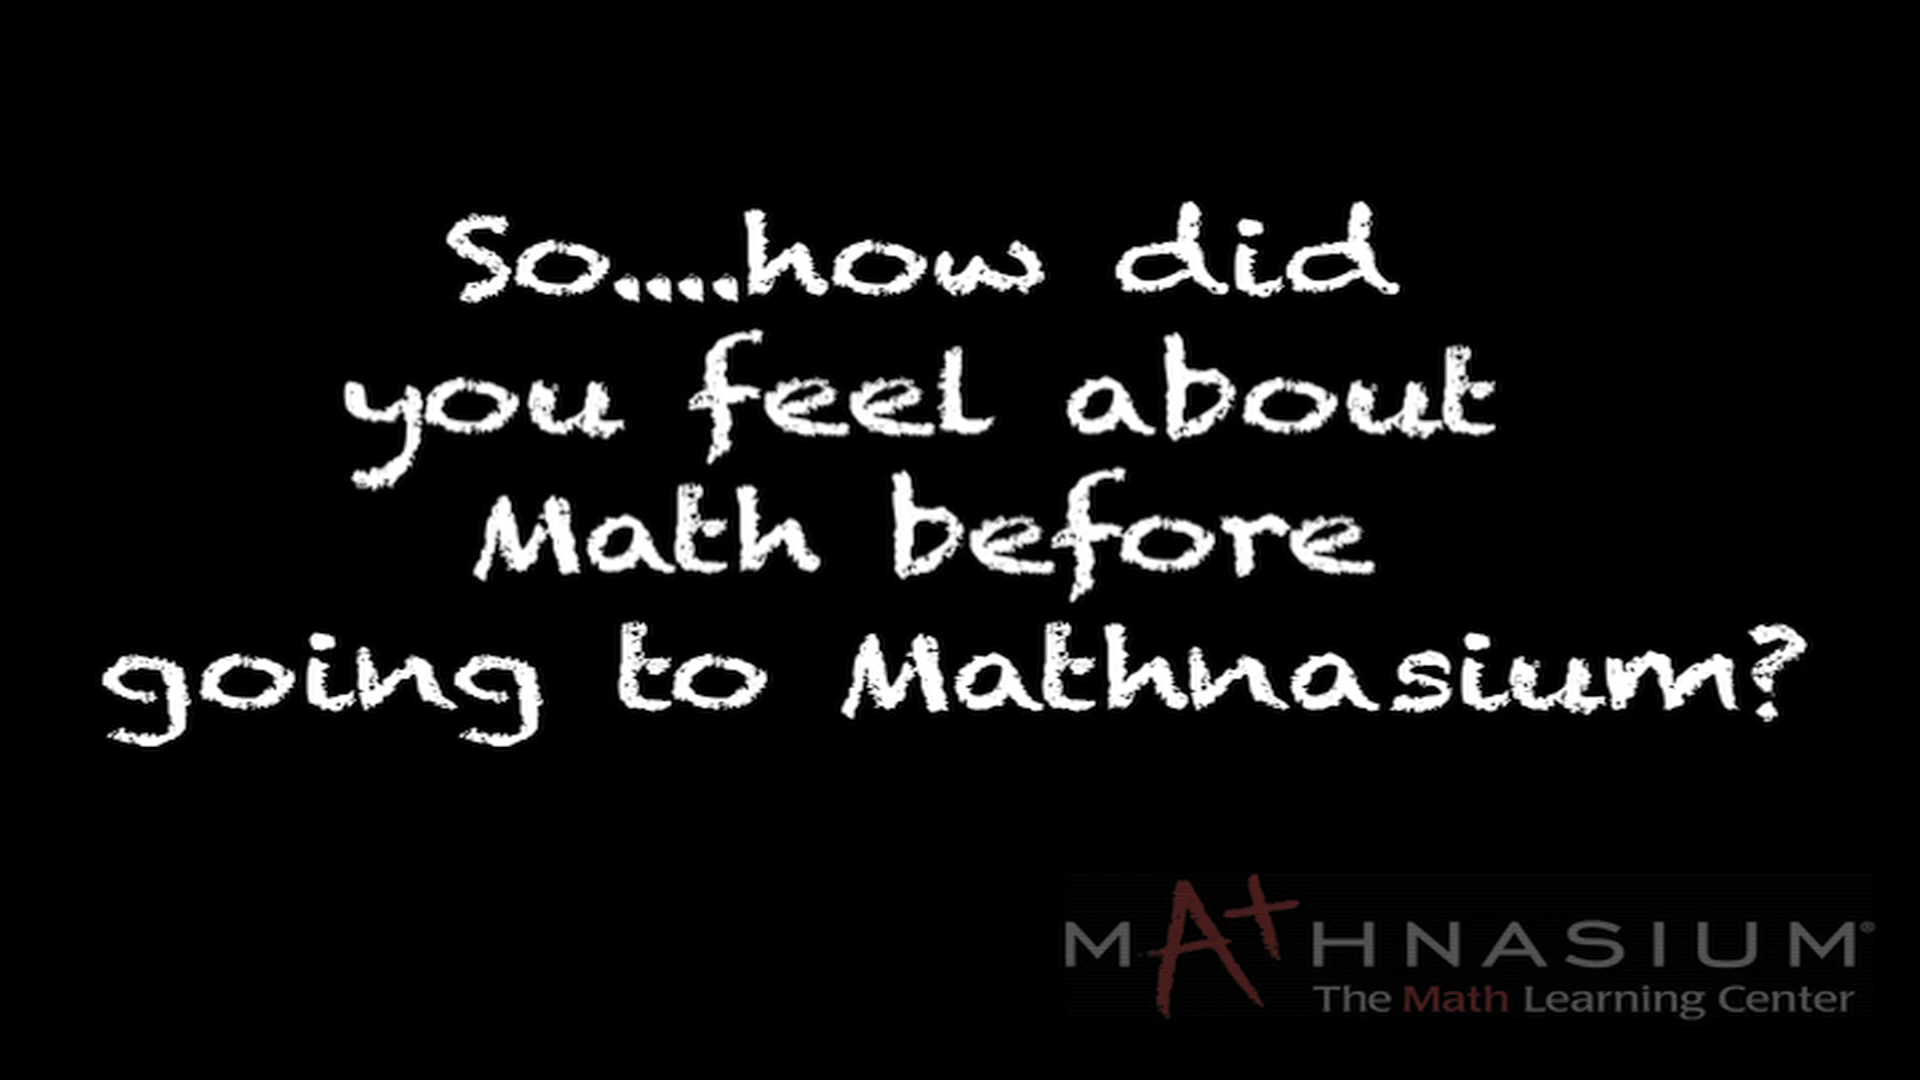 So....how did
you feel about
Math before
going to Mathnasium?
MATHNASIUM®
The Math Learning Center